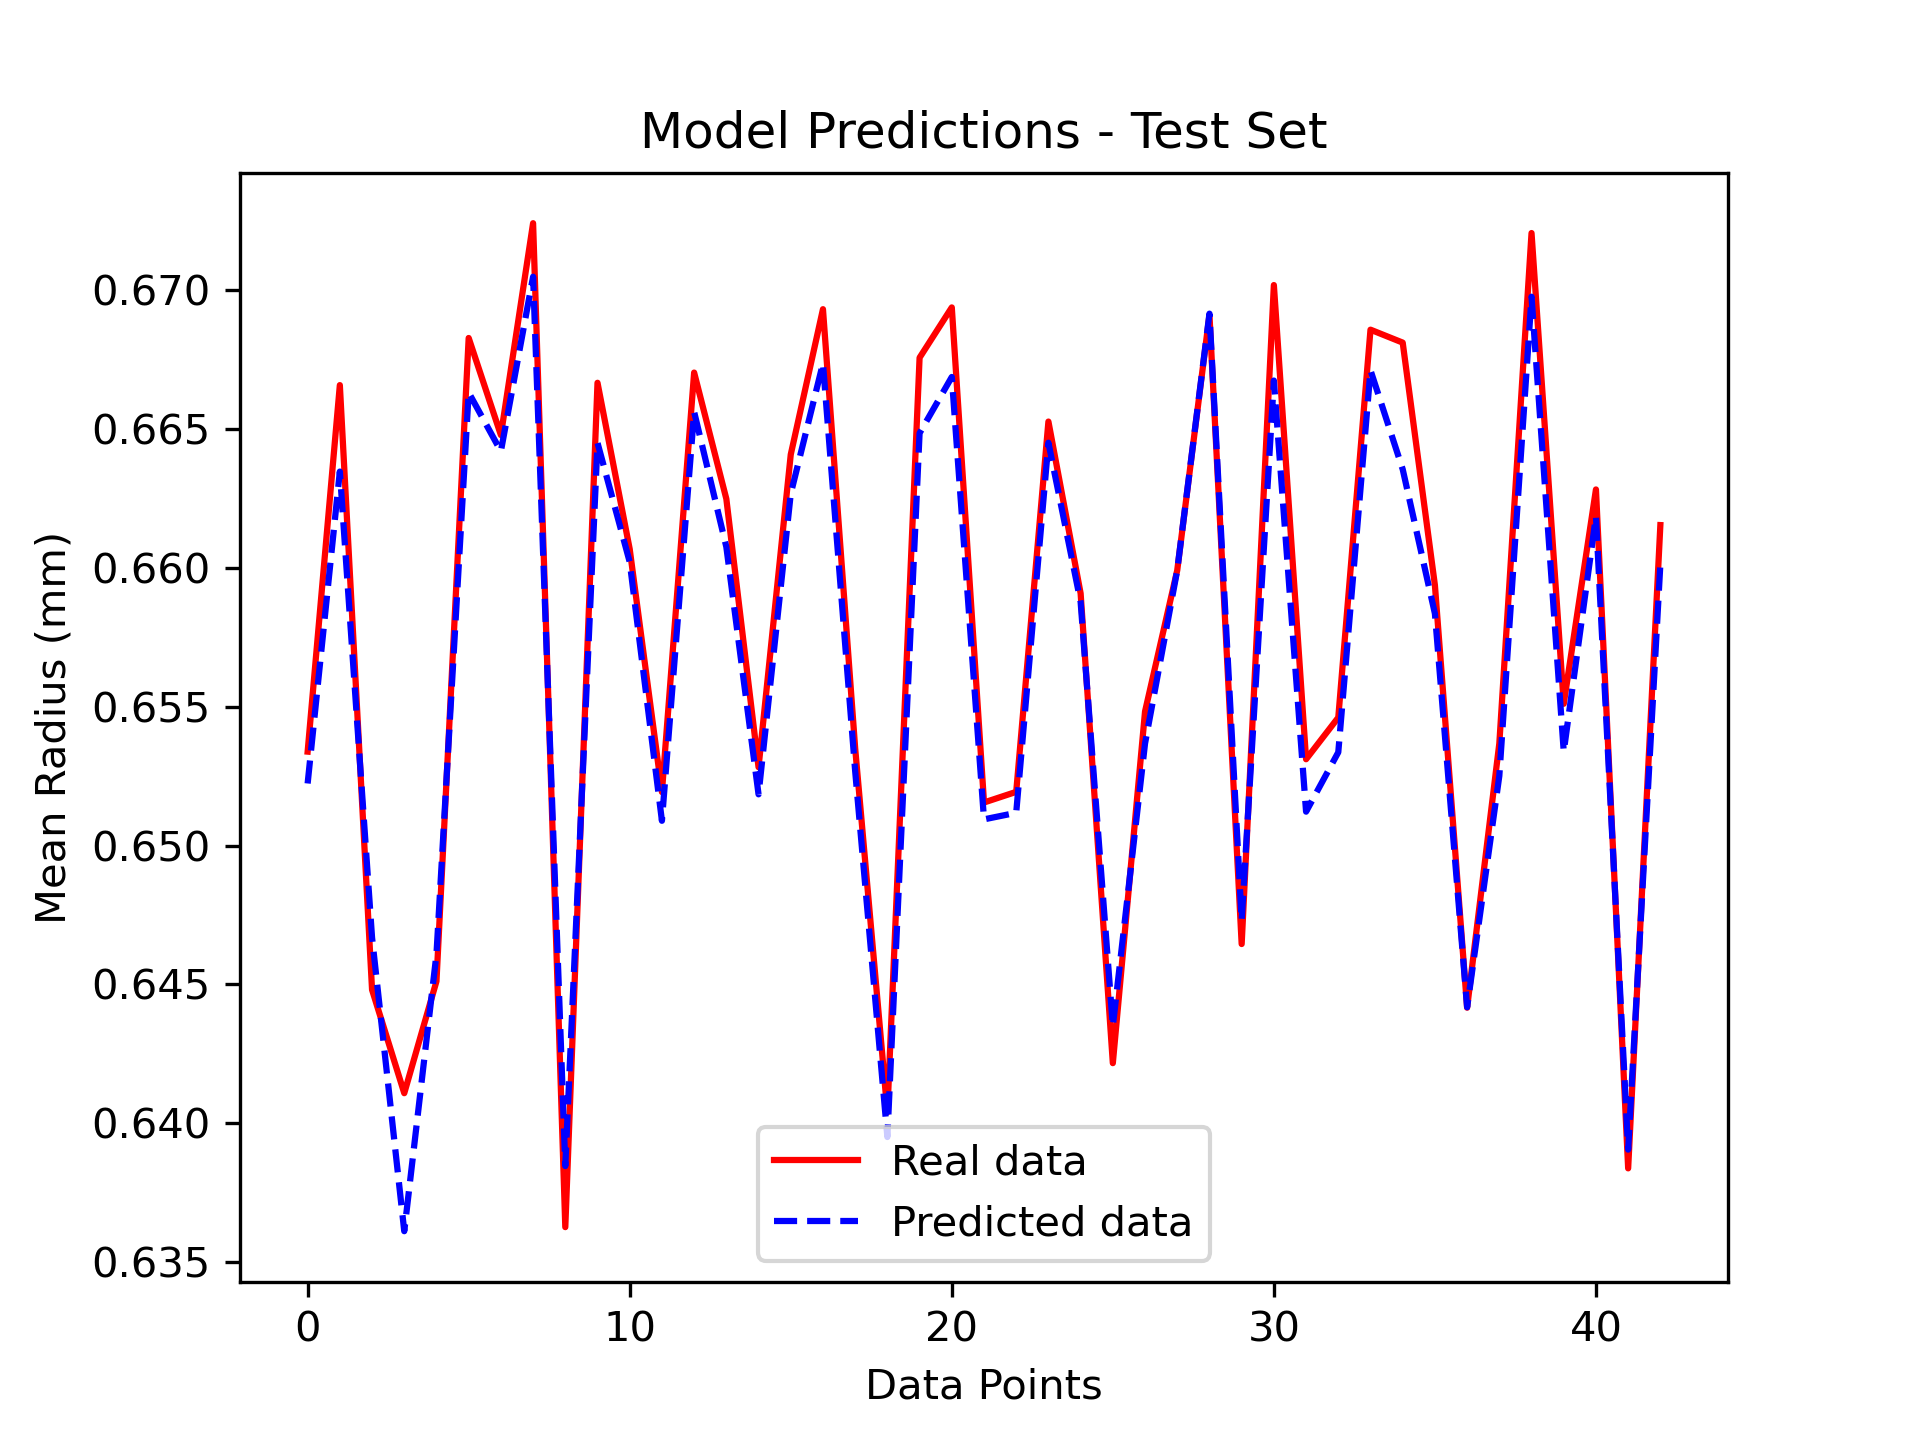 Model Predictions - Test Set
Mean Radius (mm)
0.670
0.665
0.660
0.655
0.650
0.645
0.640
0.635
Real data
Predicted data
0 10 20 30 40
Data Points